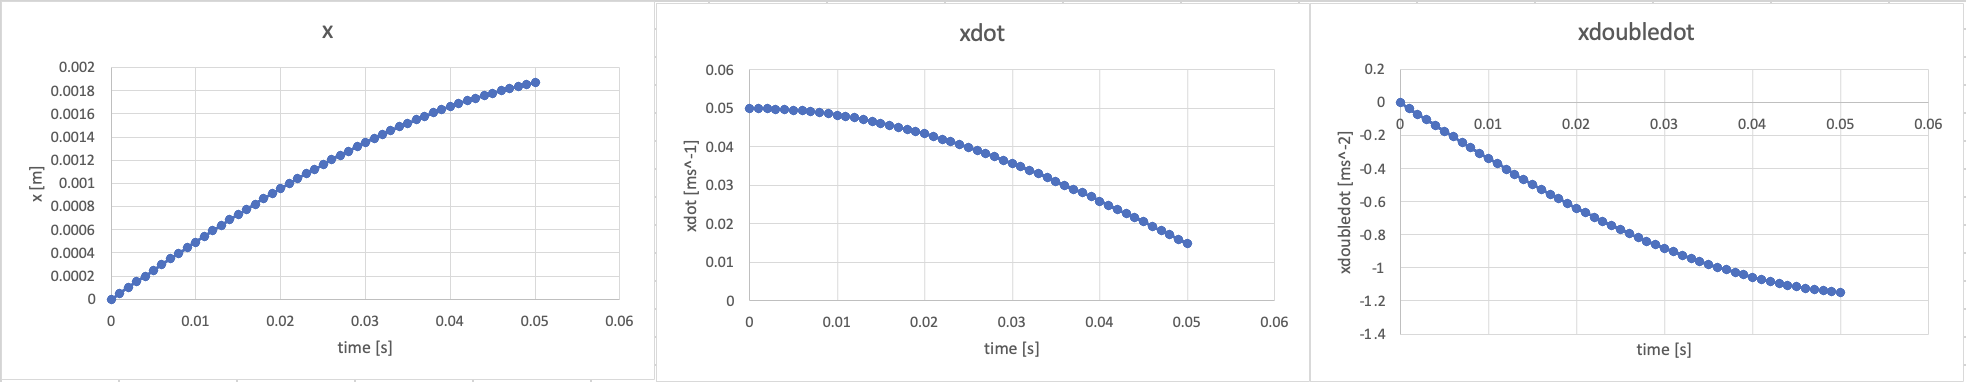 x
0.002
0.0018
0.0016
0.0014
0.0012
0.001
0.0008
0.0006
0.0004
0.0002
0
x [m]
0 0.01 0.02 0.03 0.04 0.05 0.06
time [s]
xdot
0.06
0.05
0.04
0.03
0.02
0.01
0
xdot [ms^-1]
0 0.01 0.02 0.03 0.04 0.05 0.06
time [s]
xdoubledot
0.2
0
-0.2
-0.4
-0.6
-0.8
-1
-1.2
-1.4
xdoubledot [ms^-2]
0 0.01 0.02 0.03 0.04 0.05 0.06
time [s]